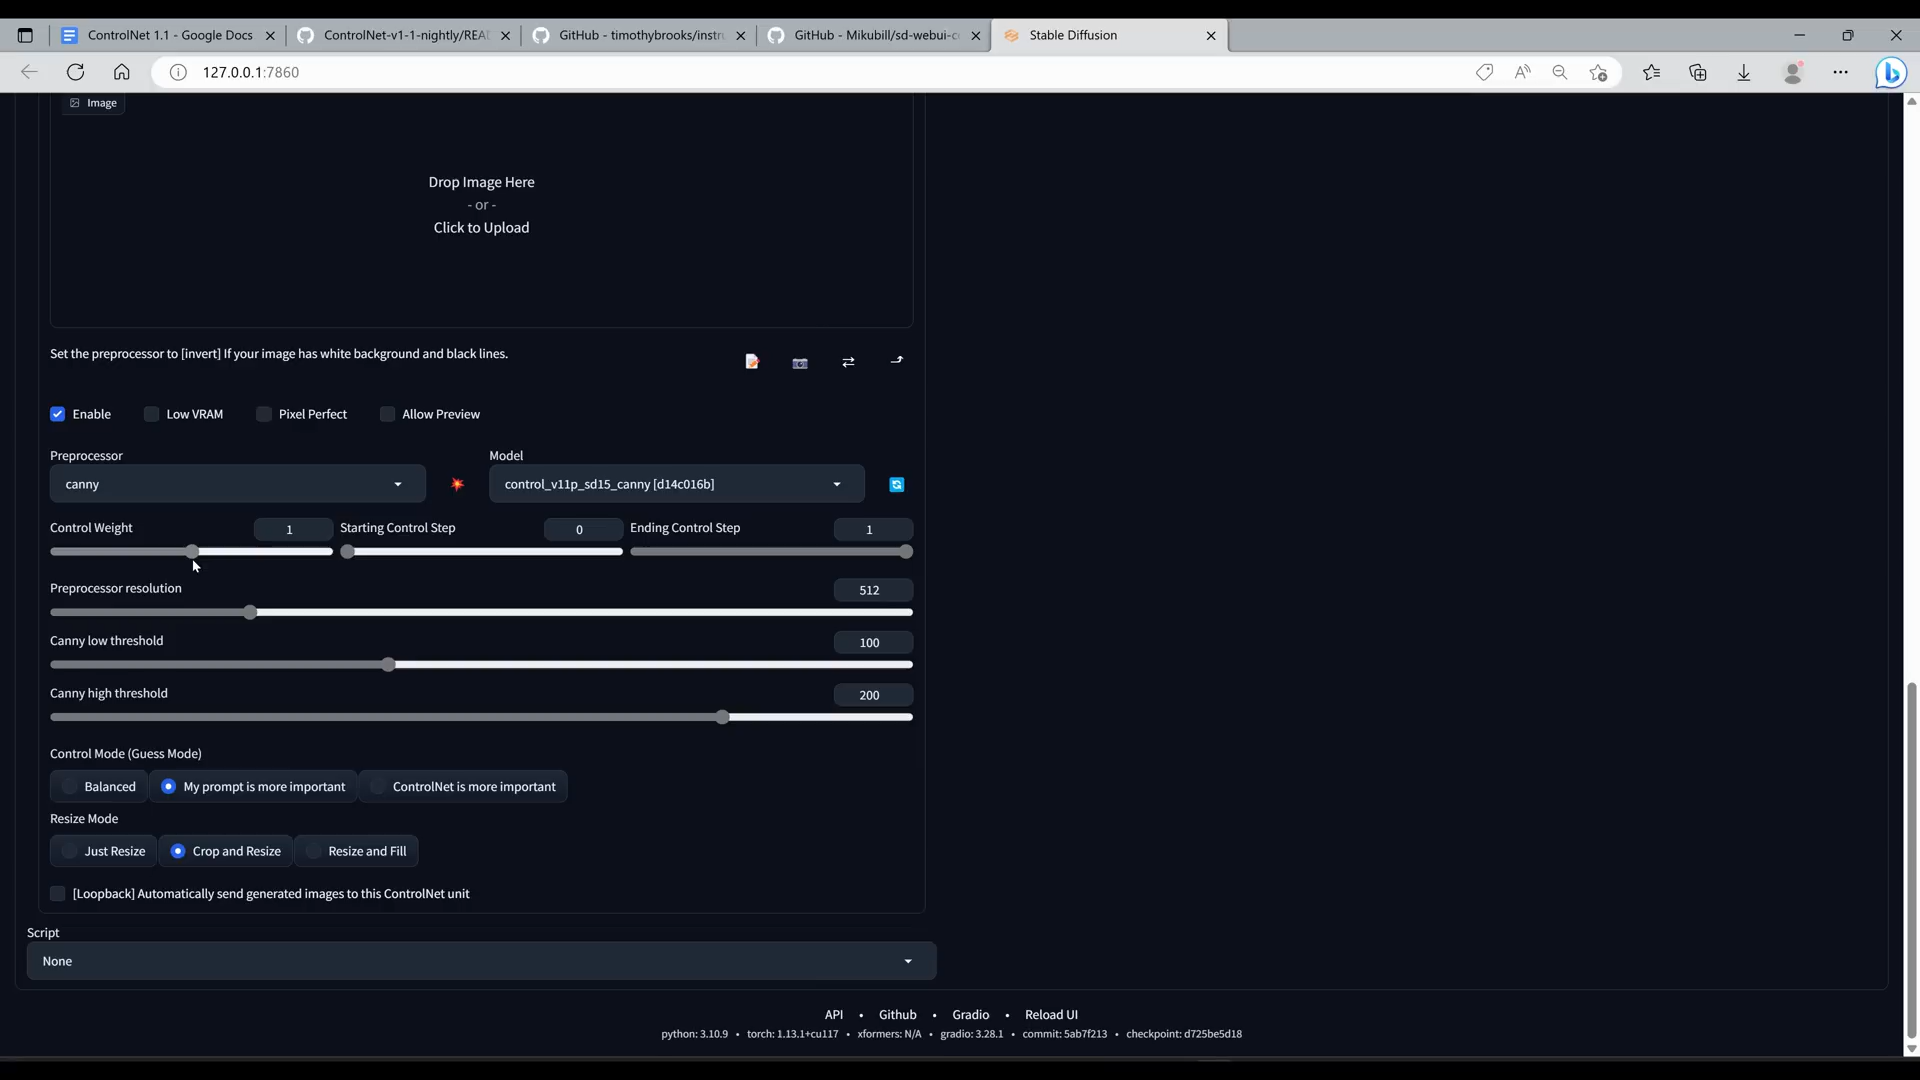 ControlNet 1.1 - Google Docs
ControlNet-v1-1-nightly/REA
GitHub - timothybrooks/instr
GitHub - Mikubill/sd-webui-co
Stable Diffusion
127.0.0.1:7860
Image
Drop Image Here
- or -
Click to Upload
Set the preprocessor to [invert] If your image has white background and black lines.
Enable Low VRAM Pixel Perfect Allow Preview
Preprocessor Model
canny control_v11p_sd15_canny [d14c016b]
Control Weight 1 Starting Control Step 0 Ending Control Step 1
Preprocessor resolution 512
Canny low threshold 100
Canny high threshold 200
Control Mode (Guess Mode)
Balanced My prompt is more important ControlNet is more important
Resize Mode
Just Resize Crop and Resize Resize and Fill
[Loopback] Automatically send generated images to this ControlNet unit
Script
None
API • Github • Gradio • Reload UI
python: 3.10.9 • torch: 1.13.1+cu117 • xformers: N/A • gradio: 3.28.1 • commit: 5ab7f213 • checkpoint: d725be5d18